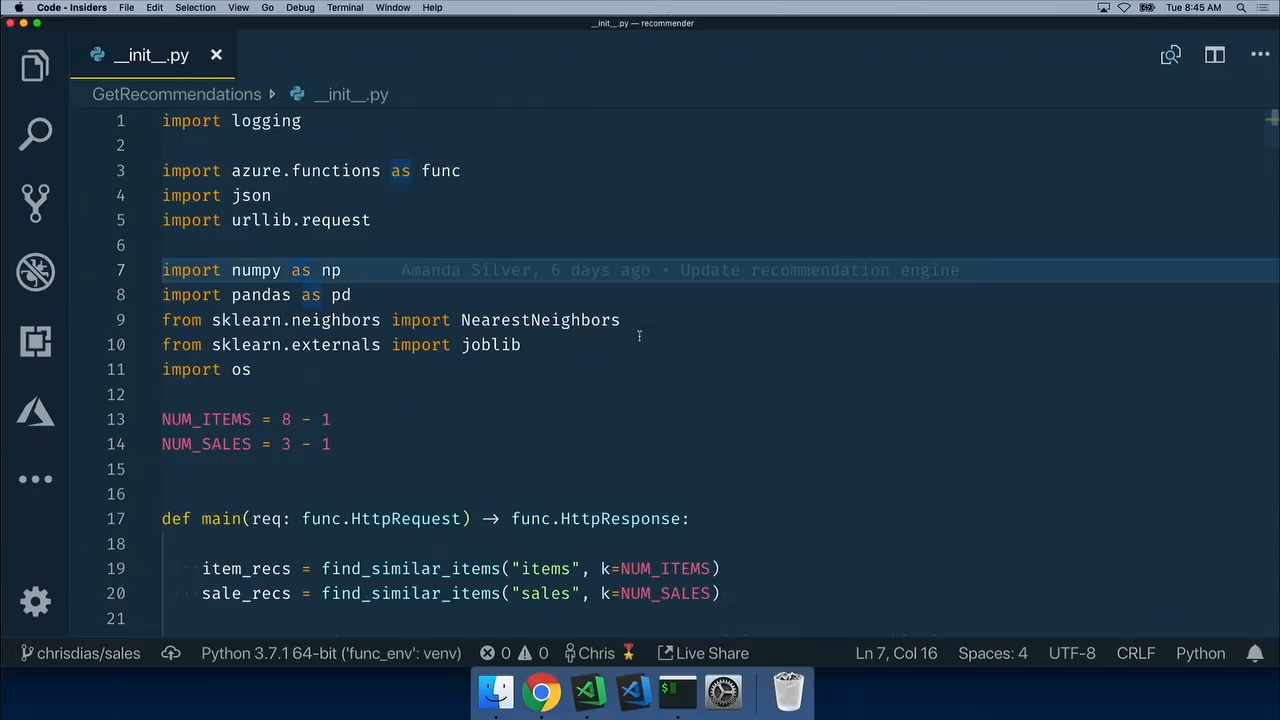 Code - Insiders File Edit Selection View Go Debug Terminal Window Help Tue 8:45 AM
__init__.py — recommender
__init__.py
GetRecommendations __init__.py
1 import logging
2
3 import azure.functions as func
4 import json
5 import urllib.request
6
7 import numpy as np Amanda Silver, 6 days ago • Update recommendation engine
8 import pandas as pd
9 from sklearn.neighbors import NearestNeighbors
10 from sklearn.externals import joblib
11 import os
12
13 NUM_ITEMS = 8 - 1
14 NUM_SALES = 3 - 1
15
16
17 def main(req: func.HttpRequest) -> func.HttpResponse:
18
19 item_recs = find_similar_items("items", k=NUM_ITEMS)
20 sale_recs = find_similar_items("sales", k=NUM_SALES)
21
chrisdias/sales Python 3.7.1 64-bit ('func_env': venv) 0 0 Chris Live Share Ln 7, Col 16 Spaces: 4 UTF-8 CRLF Python